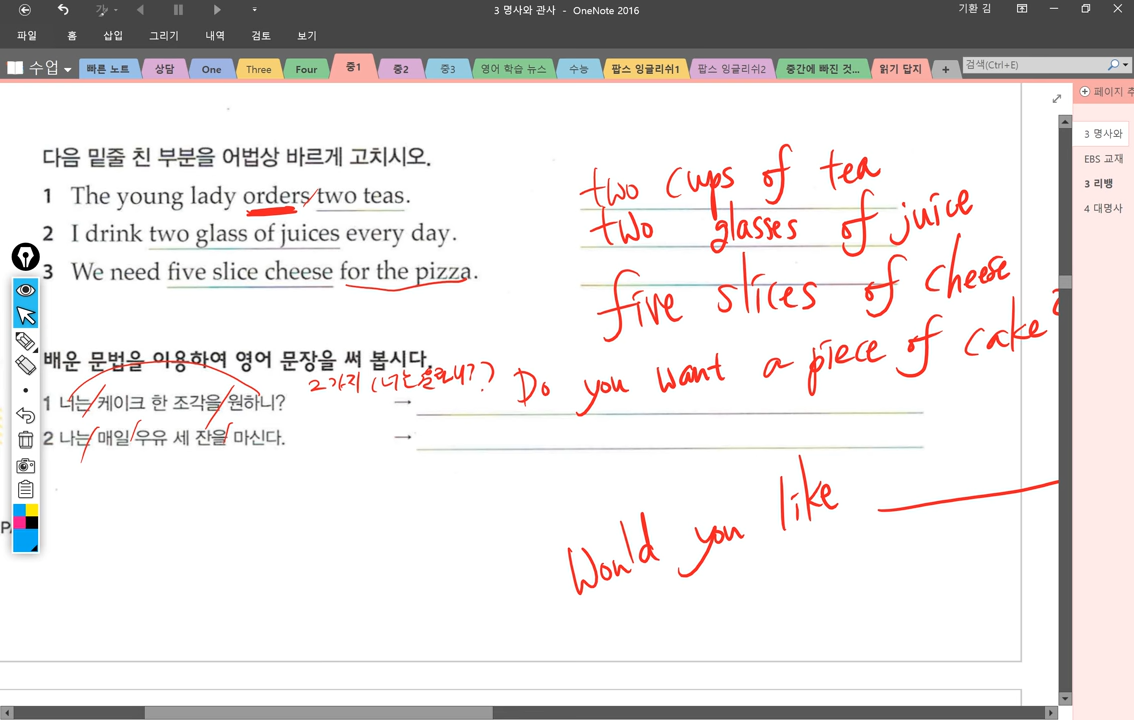 3 명사와 관사 - OneNote 2016
기환 김
파일 홈 삽입 그리기 내역 검토 보기
수업 빠른 노트 상담 One Three Four 중1 중2 중3 영어 학습 뉴스 수능 팝스 잉글리쉬1 팝스 잉글리쉬2 중간에 빠진 것... 읽기 답지 + 검색(Ctrl+E)
페이지 추
3 명사와
EBS 교재
3 리뱅
4 대명사
다음 밑줄 친 부분을 어법상 바르게 고치시오.
1 The young lady orders two teas.
two cups of tea
2 I drink two glass of juices every day.
two glasses of juice
3 We need five slice cheese for the pizza.
five slices of cheese
배운 문법을 이용하여 영어 문장을 써 봅시다.
2가지
1 너는 케이크 한 조각을 원하니? →
Do you want a piece of cake?
2 나는 매일 우유 세 잔을 마신다. →
Would you like